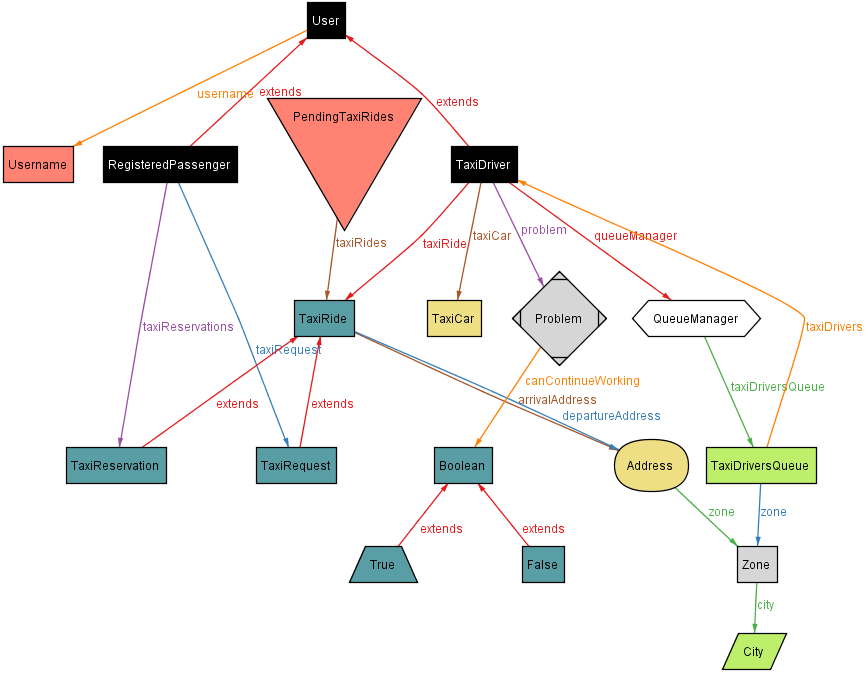 User
username
extends
extends
PendingTaxiRides
Username
RegisteredPassenger
TaxiDriver
problem
taxiRides
taxiRide
taxiCar
queueManager
TaxiRide
TaxiCar
Problem
QueueManager
taxiReservations
taxiDrivers
taxiRequest
canContinueWorking
taxiDriversQueue
extends
extends
arrivalAddress
departureAddress
TaxiReservation
TaxiRequest
Boolean
Address
TaxiDriversQueue
extends
extends
zone
zone
True
False
Zone
city
City